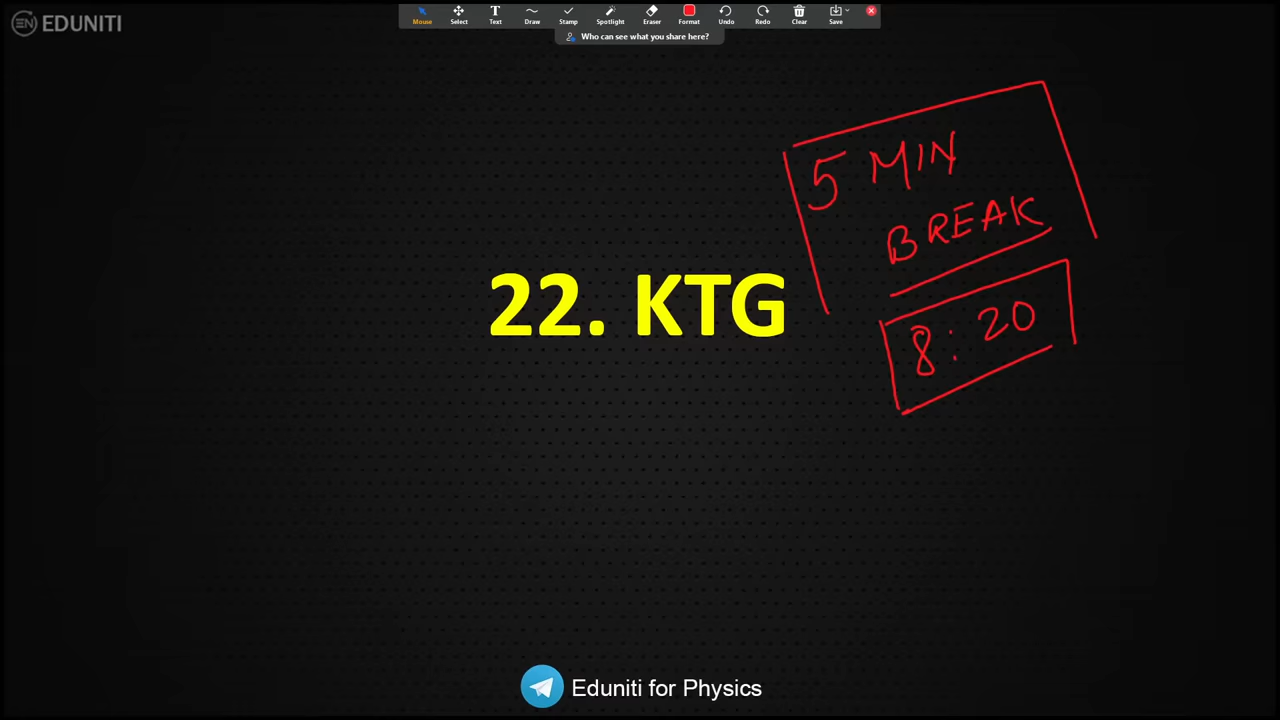 EN EDUNITI
Mouse Select Text Draw Stamp Spotlight Eraser Format Undo Redo Clear Save
Who can see what you share here?
5 MIN
BREAK
22. KTG
8:20
Eduniti for Physics